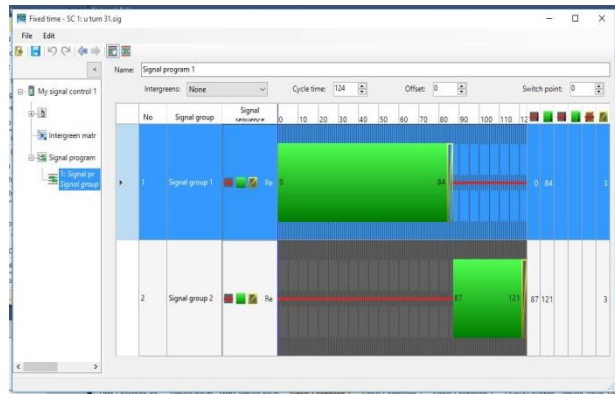 Fixed time - SC 1: u turn 31.sig
File Edit
Name: Signal program 1
My signal control 1
Intergreens: None Cycle time: 124 Offset: 0 Switch point: 0
Intergreen matr
Signal program
1: Signal pr
Signal group
No Signal group Signal sequence 0 10 20 30 40 50 60 70 80 90 100 110 12
1 Signal group 1 Re 0 84 0 84 3
2 Signal group 2 Re 87 121 87 121 3